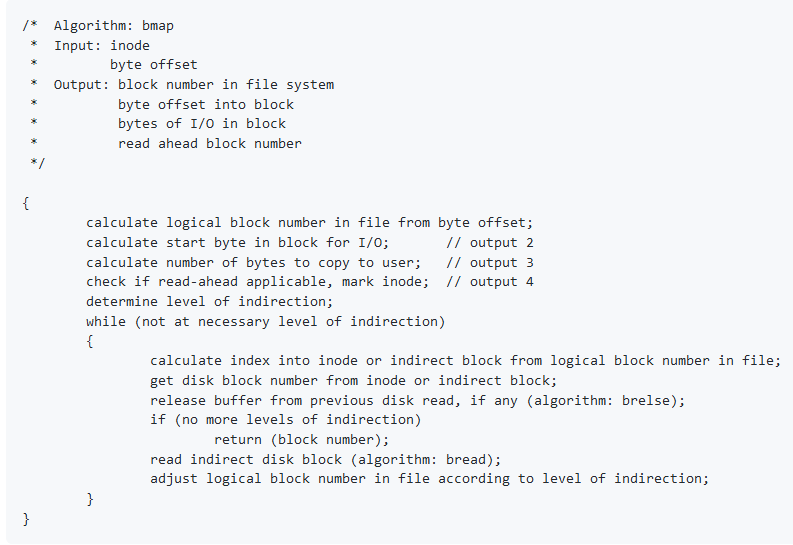 /*  Algorithm: bmap
 *  Input: inode
 *         byte offset
 *  Output: block number in file system
 *          byte offset into block
 *          bytes of I/O in block
 *          read ahead block number
 */
{
        calculate logical block number in file from byte offset;
        calculate start byte in block for I/O;       // output 2
        calculate number of bytes to copy to user;   // output 3
        check if read-ahead applicable, mark inode;  // output 4
        determine level of indirection;
        while (not at necessary level of indirection)
        {
                calculate index into inode or indirect block from logical block number in file;
                get disk block number from inode or indirect block;
                release buffer from previous disk read, if any (algorithm: brelse);
                if (no more levels of indirection)
                        return (block number);
                read indirect disk block (algorithm: bread);
                adjust logical block number in file according to level of indirection;
        }
}